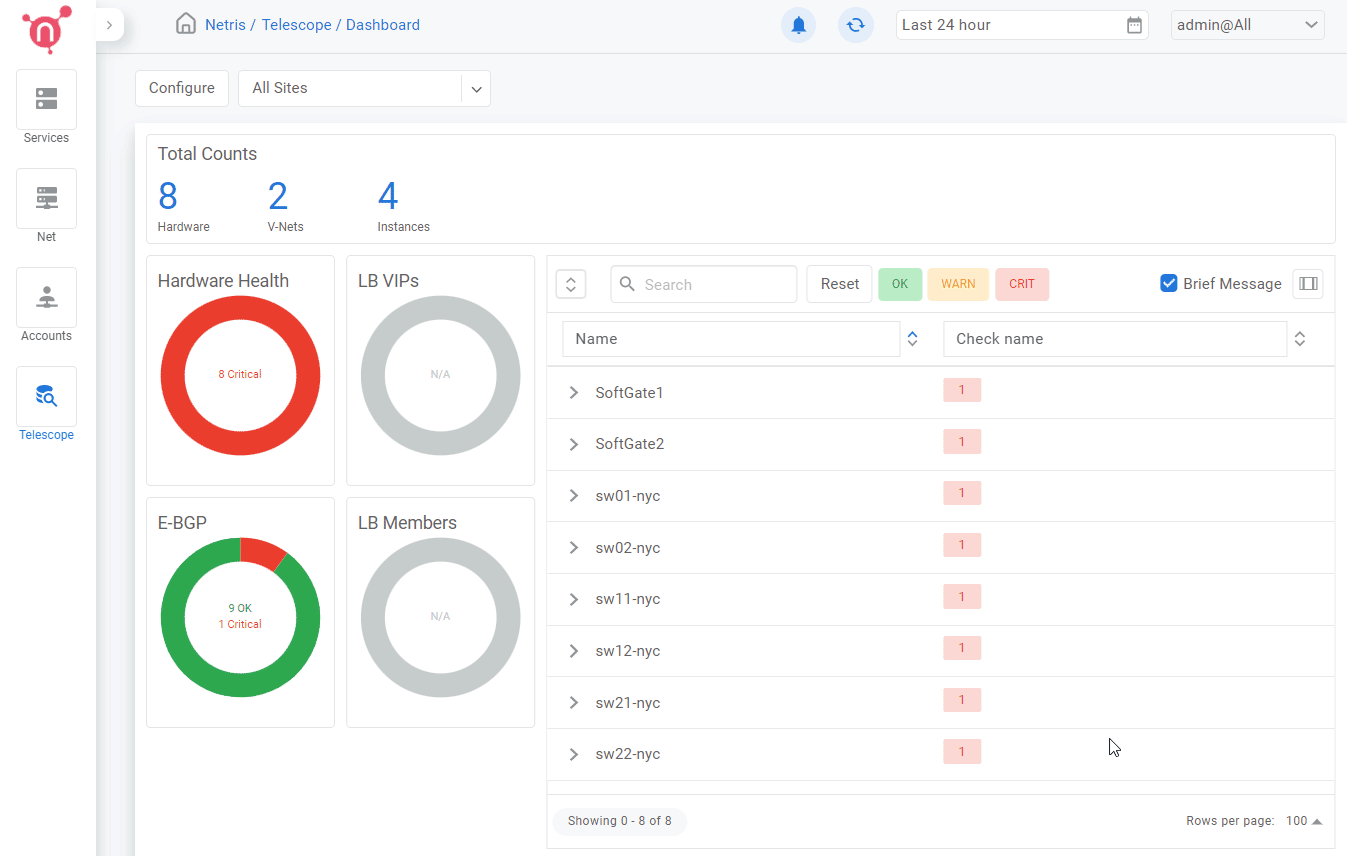 n
Netris / Telescope / Dashboard
Last 24 hour
admin@All
Services
Net
Accounts
Telescope
Configure
All Sites
Total Counts
8
2
4
Hardware
V-Nets
Instances
Hardware Health
8 Critical
LB VIPs
N/A
E-BGP
9 OK
1 Critical
LB Members
N/A
Search
Reset
OK
WARN
CRIT
Brief Message
Name
Check name
SoftGate1
1
SoftGate2
1
sw01-nyc
1
sw02-nyc
1
sw11-nyc
1
sw12-nyc
1
sw21-nyc
1
sw22-nyc
1
Showing 0 - 8 of 8
Rows per page: 100